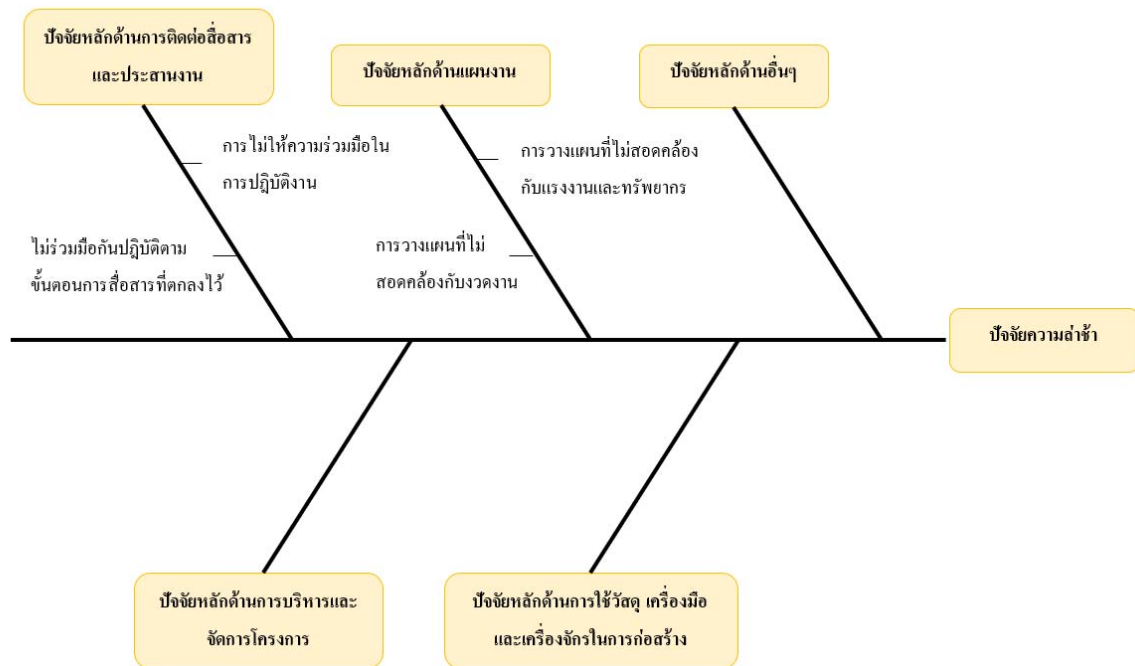 ปัจจัยหลักด้านการติดต่อสื่อสาร
และประสานงาน
ปัจจัยหลักด้านแผนงาน
ปัจจัยหลักด้านอื่นๆ
การไม่ให้ความร่วมมือใน
การปฏิบัติงาน
การวางแผนที่ไม่สอดคล้อง
กับแรงงานและทรัพยากร
ไม่ร่วมมือกันปฏิบัติตาม
ขั้นตอนการสื่อสารที่ตกลงไว้
การวางแผนที่ไม่
สอดคล้องกับงวดงาน
ปัจจัยความล่าช้า
ปัจจัยหลักด้านการบริหารและ
จัดการโครงการ
ปัจจัยหลักด้านการใช้วัสดุ เครื่องมือ
และเครื่องจักรในการก่อสร้าง